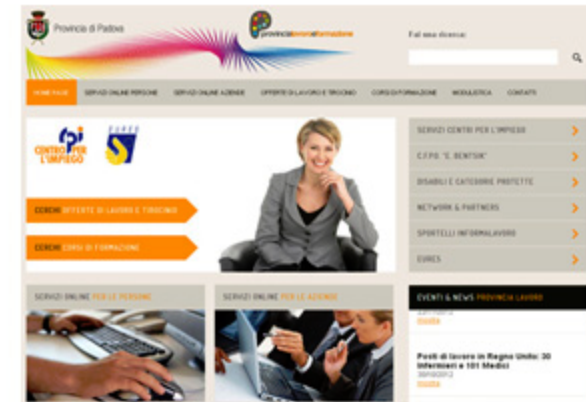 Provincia di Padova
provincialavoroeformazione
Fai una ricerca:
HOME PAGE SERVIZI ONLINE PERSONE SERVIZI ONLINE AZIENDE OFFERTE DI LAVORO E TIROCINIO CORSI DI FORMAZIONE MODULISTICA CONTATTI
cpi
CENTRO PER
L'IMPIEGO
EURES
CERCHI OFFERTE DI LAVORO E TIROCINIO
CERCHI CORSI DI FORMAZIONE
SERVIZI CENTRI PER L'IMPIEGO
C.F.P.D. "E. BENTSIK"
DISABILI E CATEGORIE PROTETTE
NETWORK & PARTNERS
SPORTELLI INFORMALAVORO
EURES
SERVIZI ONLINE PER LE PERSONE
SERVIZI ONLINE PER LE AZIENDE
EVENTI & NEWS PROVINCIA LAVORO
Posti di lavoro in Regno Unito: 30
Infermieri e 101 Medici